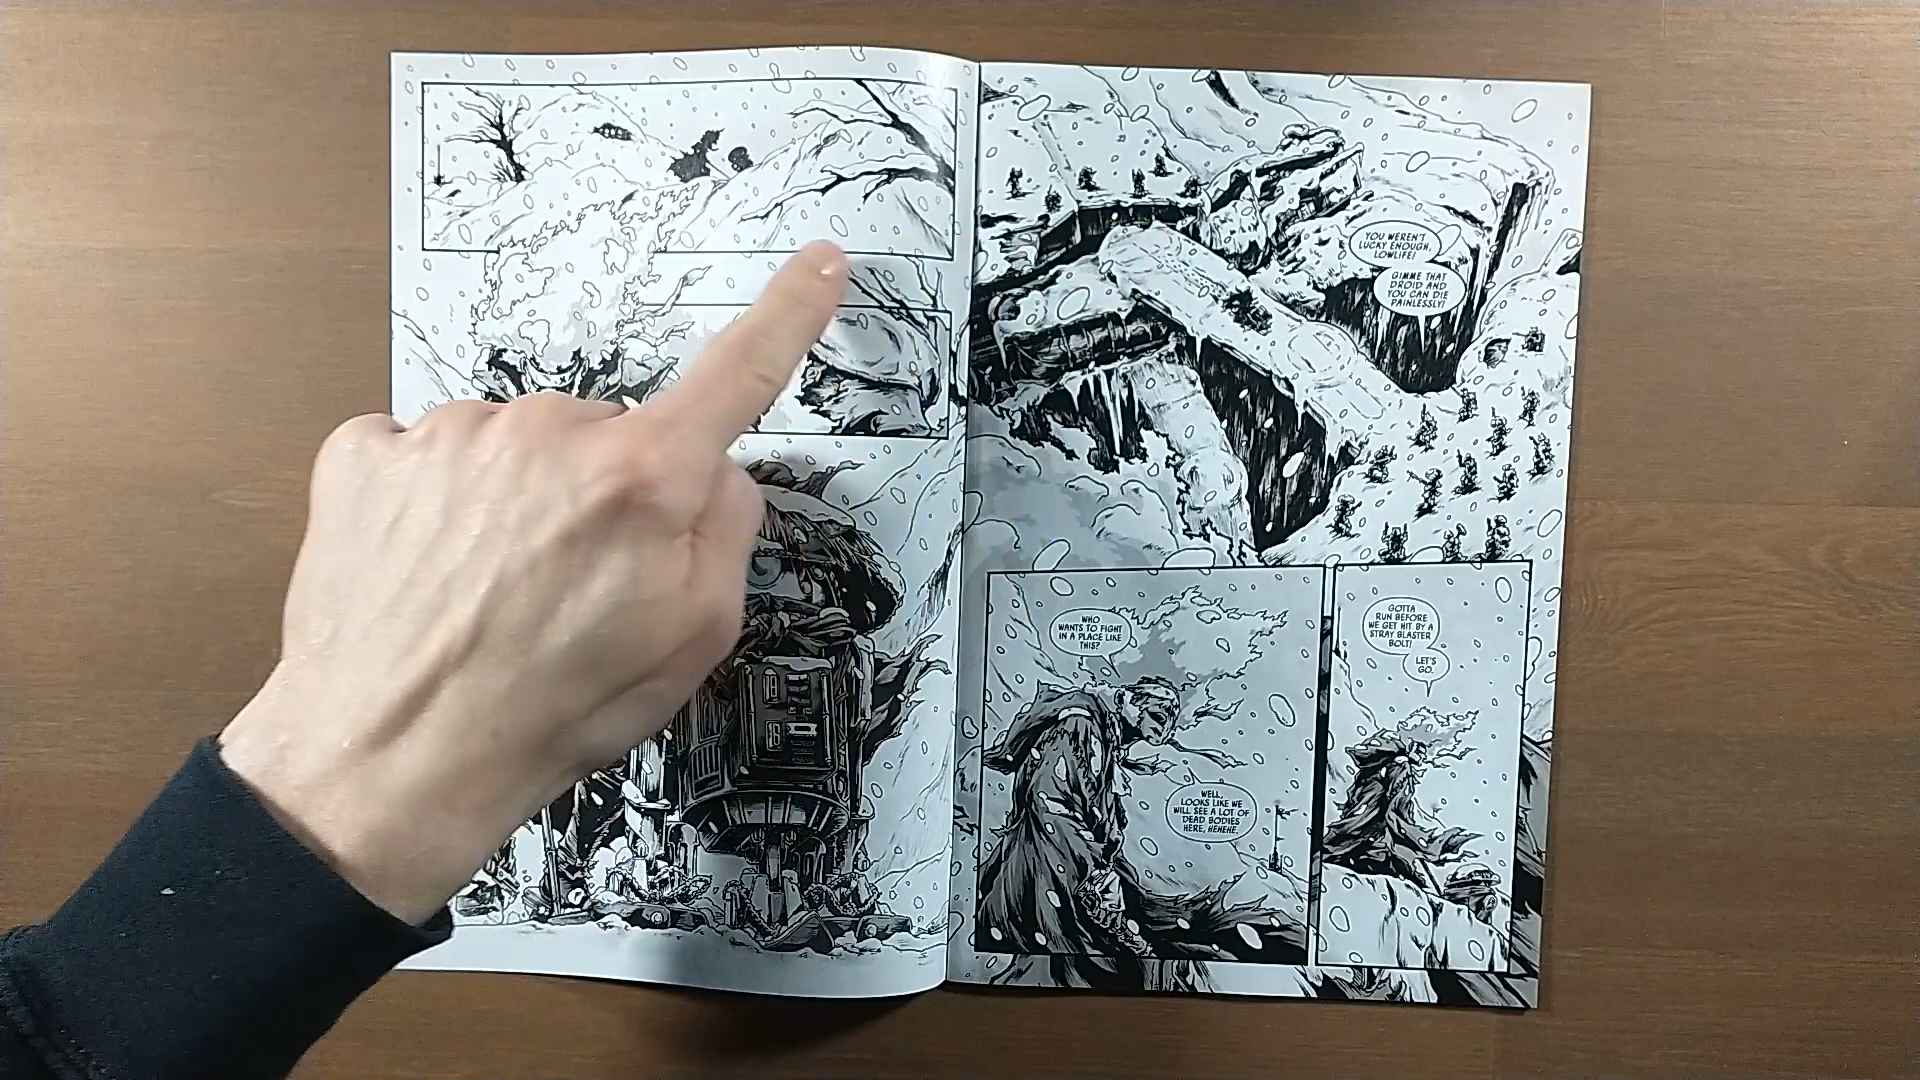 YOU WEREN'T
LUCKY ENOUGH,
LOWLIFE!
GIMME THAT
DROID AND
YOU CAN DIE
PAINLESSLY!
WHO
WANTS TO FIGHT
IN A PLACE LIKE
THIS?
WELL,
LOOKS LIKE WE
WILL SEE A LOT OF
DEAD BODIES
HERE, HEHEHE.
GOTTA
RUN BEFORE
WE GET HIT BY A
STRAY BLASTER
BOLT!
LET'S
GO.